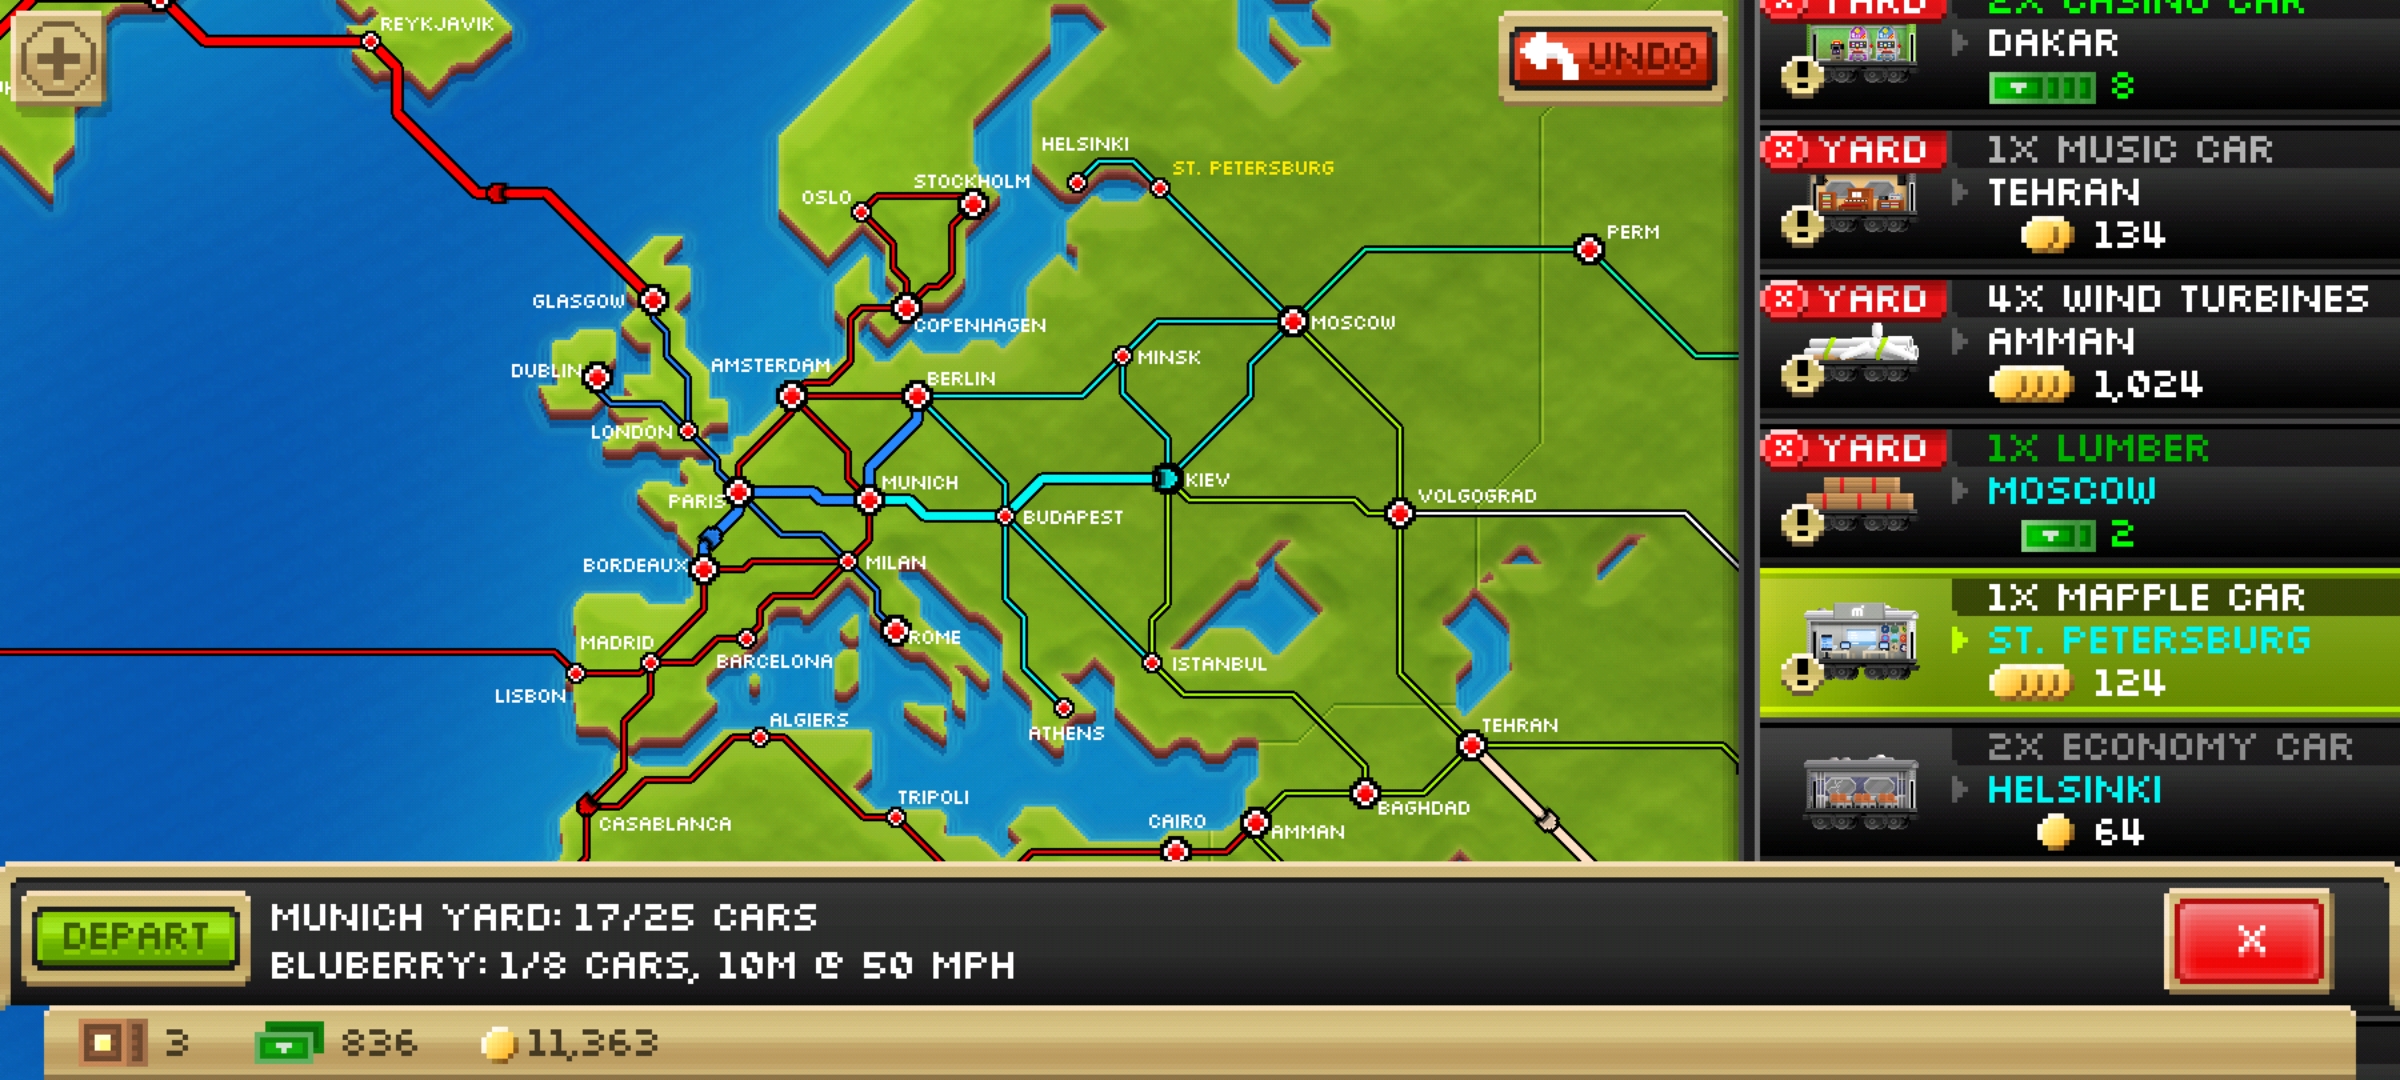 REYKJAVIK
UNDO
HELSINKI
ST. PETERSBURG
STOCKHOLM
OSLO
PERM
GLASGOW
COPENHAGEN
MOSCOW
MINSK
AMSTERDAM
BERLIN
DUBLIN
LONDON
MUNICH
KIEV
PARIS
VOLGOGRAD
BUDAPEST
BORDEAUX
MILAN
MADRID
ROME
BARCELONA
ISTANBUL
LISBON
ATHENS
ALGIERS
TEHRAN
TRIPOLI
BAGHDAD
CASABLANCA
CAIRO
AMMAN
YARD
2X CASINO CAR
DAKAR
8
YARD
1X MUSIC CAR
TEHRAN
134
YARD
4X WIND TURBINES
AMMAN
1,024
YARD
1X LUMBER
MOSCOW
2
1X MAPPLE CAR
ST. PETERSBURG
124
2X ECONOMY CAR
HELSINKI
64
DEPART
MUNICH YARD: 17/25 CARS
BLUBERRY: 1/8 CARS, 10M @ 50 MPH
X
3
836
11,363